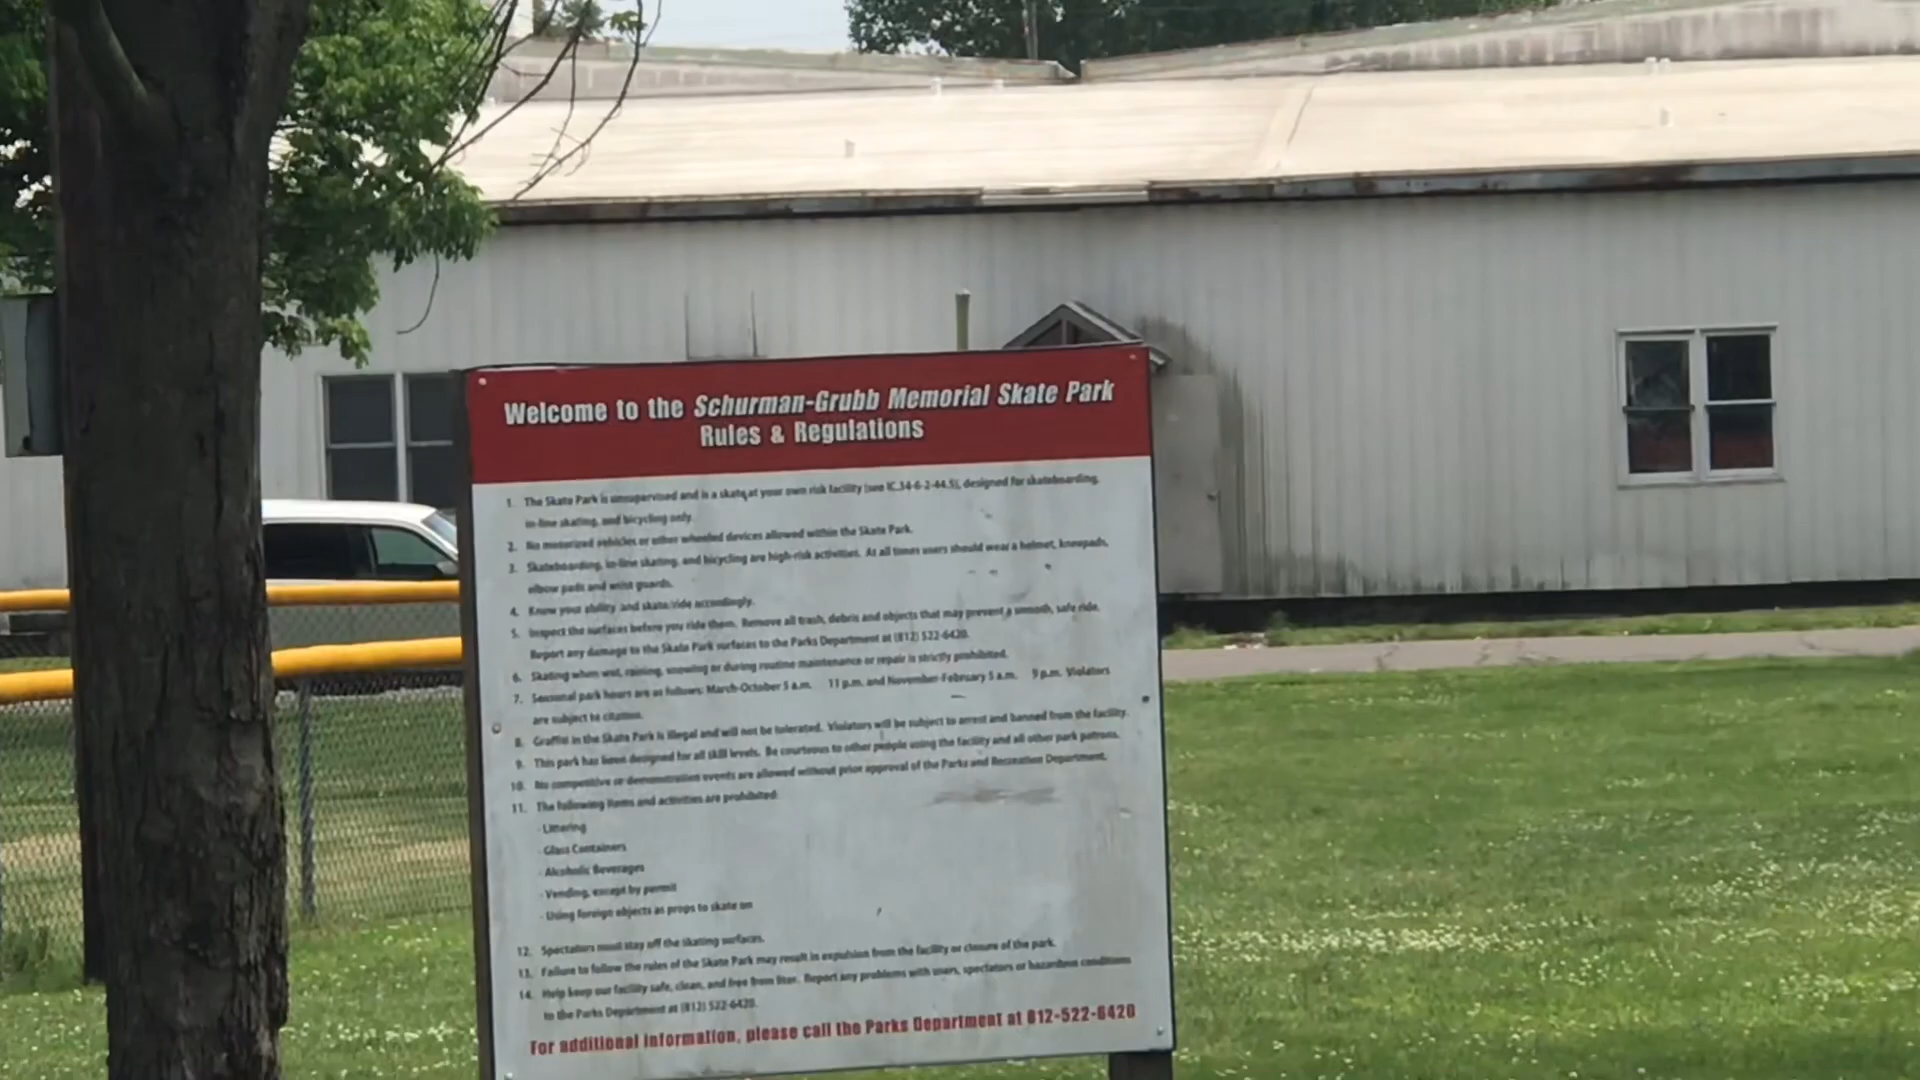 Welcome to the Schurman-Grubb Memorial Skate Park
Rules & Regulations
1. The Skate Park is unsupervised and is a skate at your own risk facility (see IC.34-6-2-44.5), designed for skateboarding,
in-line skating, and bicycling only.
2. No motorized vehicles or other wheeled devices allowed within the Skate Park.
3. Skateboarding, in-line skating, and bicycling are high-risk activities. At all times users should wear a helmet, kneepads,
elbow pads and wrist guards.
4. Know your ability and skate/ride accordingly.
5. Inspect the surfaces before you ride them. Remove all trash, debris and objects that may prevent a smooth, safe ride.
Report any damage to the Skate Park surfaces to the Parks Department at (812) 522-6420.
6. Skating when wet, raining, snowing or during routine maintenance or repair is strictly prohibited.
7. Seasonal park hours are as follows: March-October 5 a.m. 11 p.m. and November-February 5 a.m. 9 p.m. Violators
are subject to citation.
8. Graffiti in the Skate Park is illegal and will not be tolerated. Violators will be subject to arrest and banned from the facility.
9. This park has been designed for all skill levels. Be courteous to other people using the facility and all other park patrons.
10. No competitive or demonstration events are allowed without prior approval of the Parks and Recreation Department.
11. The following items and activities are prohibited:
- Littering
- Glass Containers
- Alcoholic Beverages
- Vending, except by permit
- Using foreign objects as props to skate on
12. Spectators must stay off the skating surfaces.
13. Failure to follow the rules of the Skate Park may result in expulsion from the facility or closure of the park.
14. Help keep our facility safe, clean, and free from liter. Report any problems with users, spectators or hazardous conditions
to the Parks Department at (812) 522-6420.
For additional information, please call the Parks Department at 812-522-6420